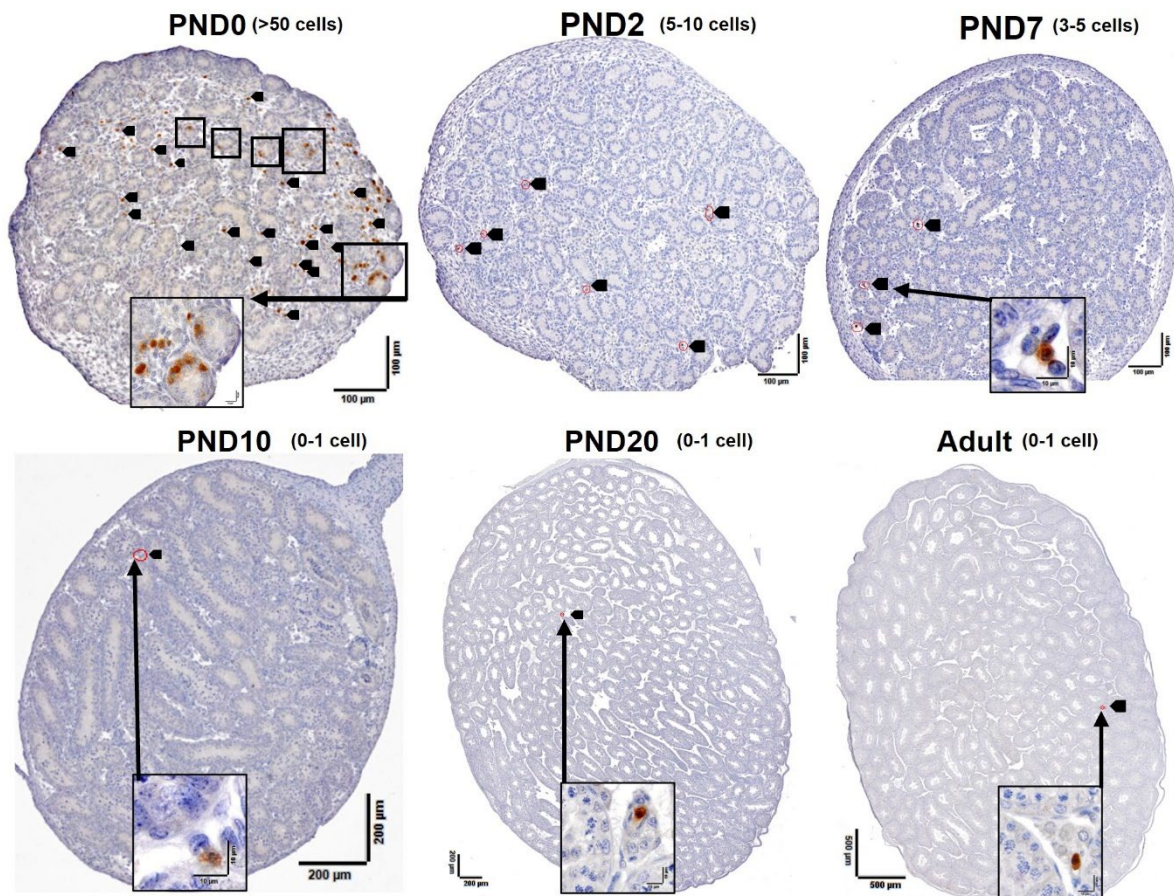 PND0 (>50 cells)
PND2 (5-10 cells)
PND7 (3-5 cells)
100 µm
100 µm
100 µm
100 µm
100 µm
100 µm
10 µm
10 µm
PND10 (0-1 cell)
PND20 (0-1 cell)
Adult (0-1 cell)
200 µm
200 µm
10 µm
10 µm
200 µm
200 µm
500 µm
500 µm